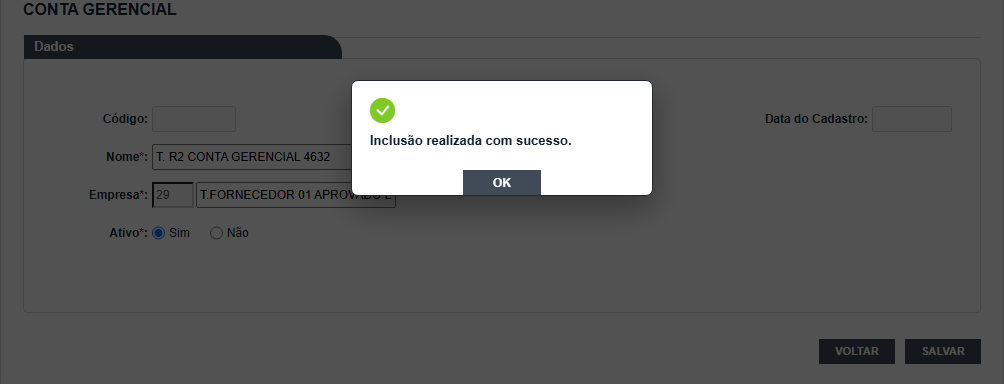 CONTA GERENCIAL
Dados
Código:
Data do Cadastro:
Inclusão realizada com sucesso.
OK
Nome*: T. R2 CONTA GERENCIAL 4632
Empresa*: 29 T.FORNECEDOR 01 APROVADO
Ativo*: Sim Não
VOLTAR SALVAR